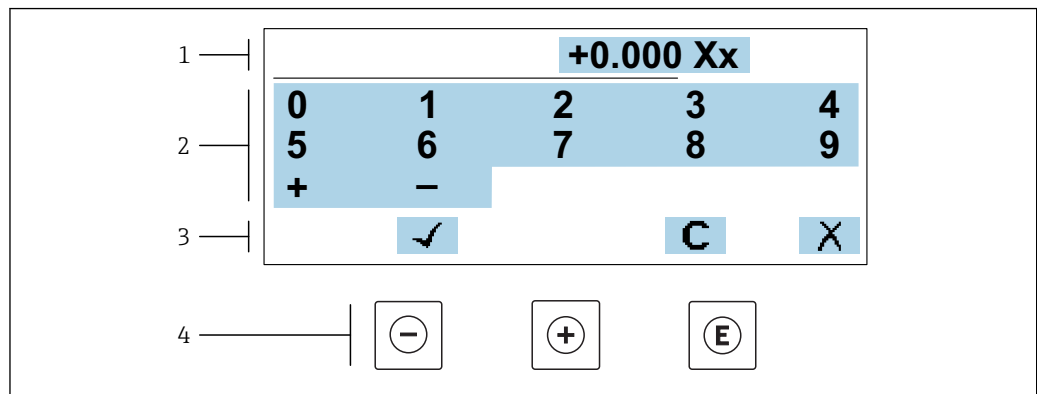 1 +0.000 Xx
0 1 2 3 4
2 5 6 7 8 9
+ −
3 ✓ C X
4 − + E